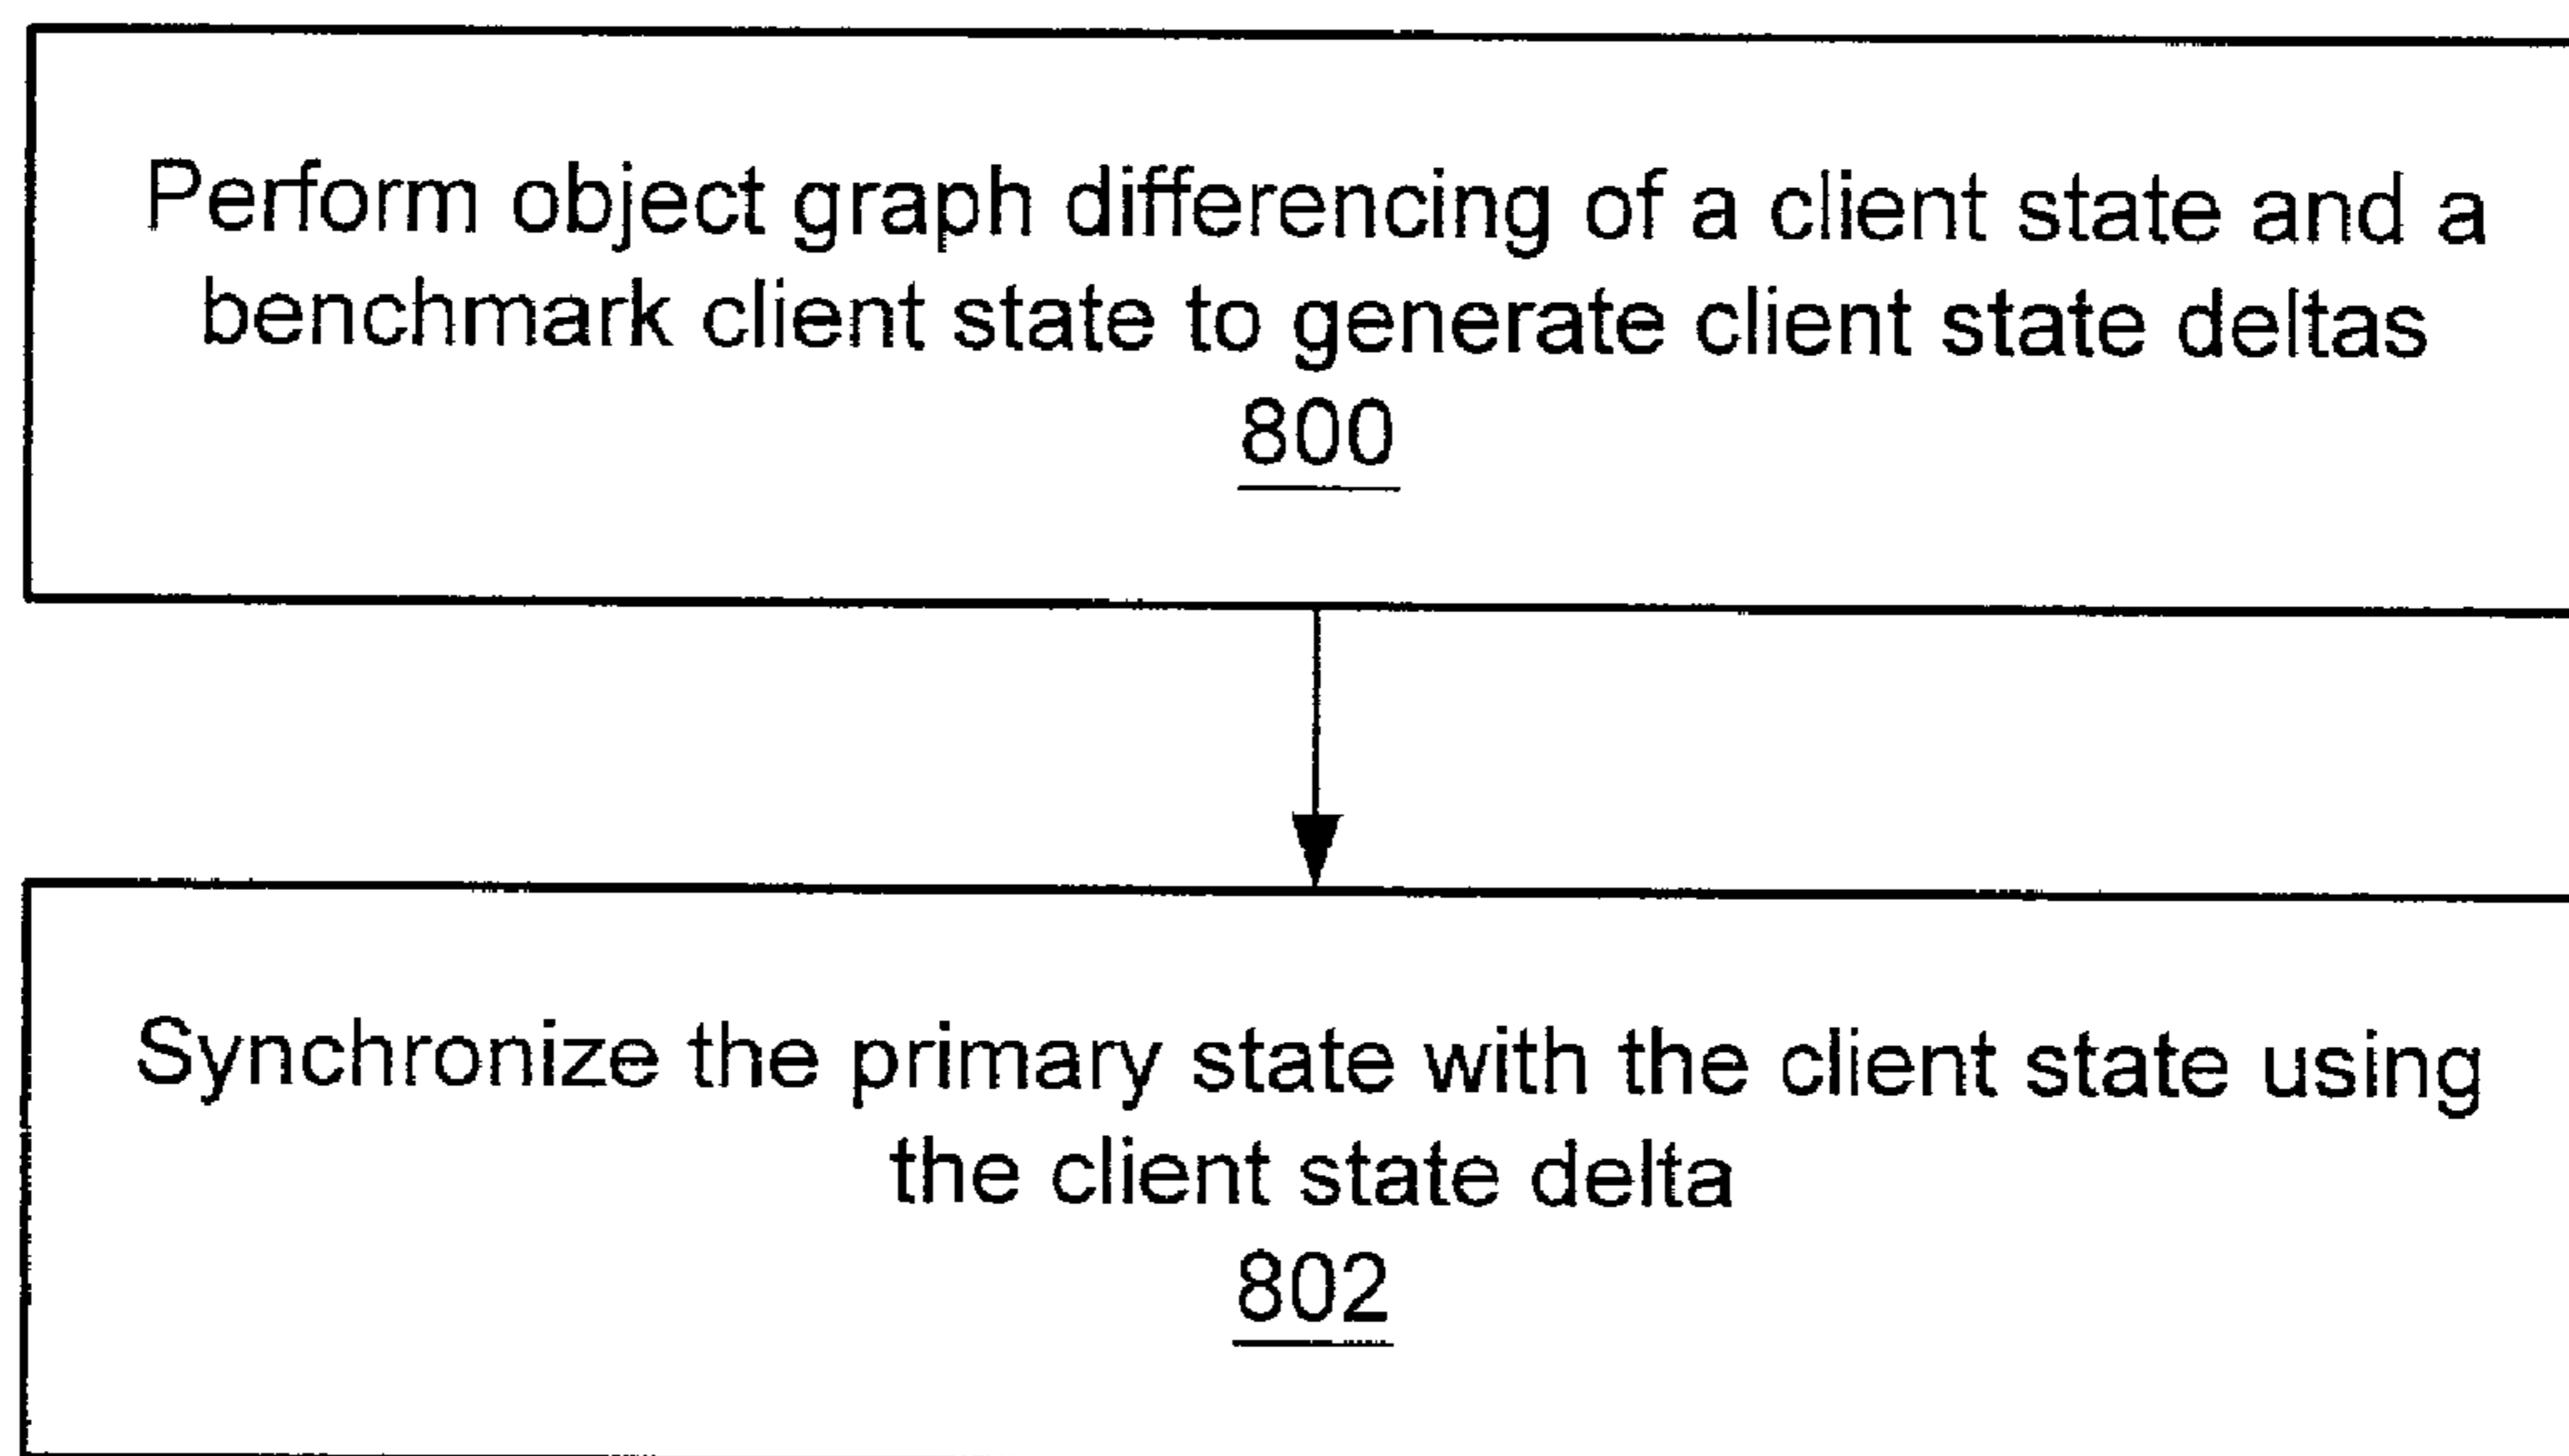 Perform object graph differencing of a client state and a
benchmark client state to generate client state deltas
800
Synchronize the primary state with the client state using
the client state delta
802